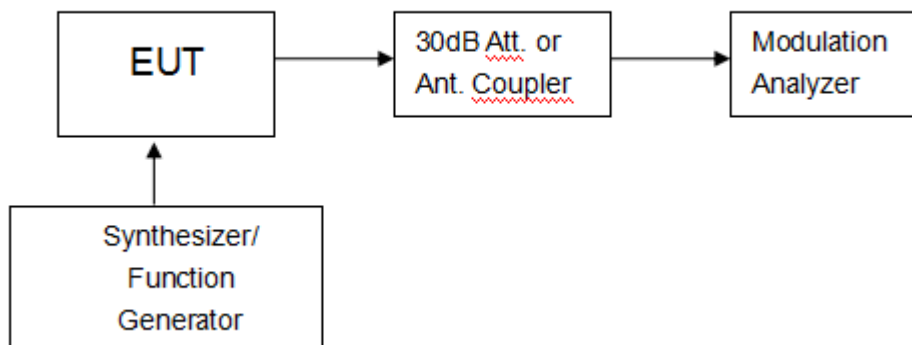 EUT
30dB Att. or
Ant. Coupler
Modulation
Analyzer
Synthesizer/
Function
Generator